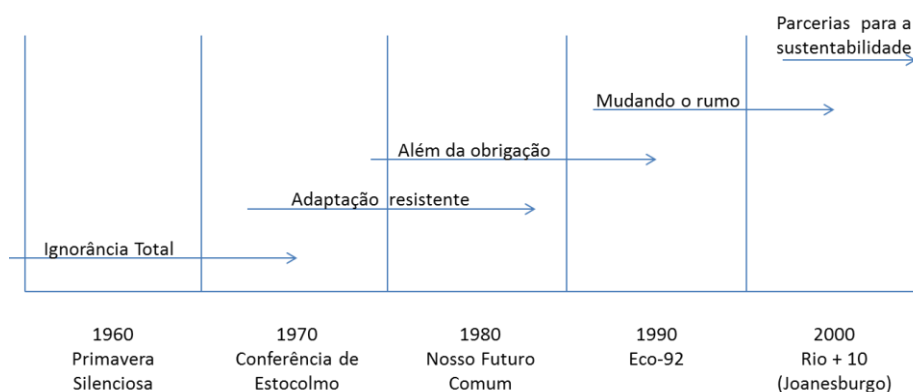 Parcerias para a
sustentabilidade
Mudando o rumo
Além da obrigação
Adaptação resistente
Ignorância Total
1960
Primavera
Silenciosa
1970
Conferência de
Estocolmo
1980
Nosso Futuro
Comum
1990
Eco-92
2000
Rio + 10
(Joanesburgo)